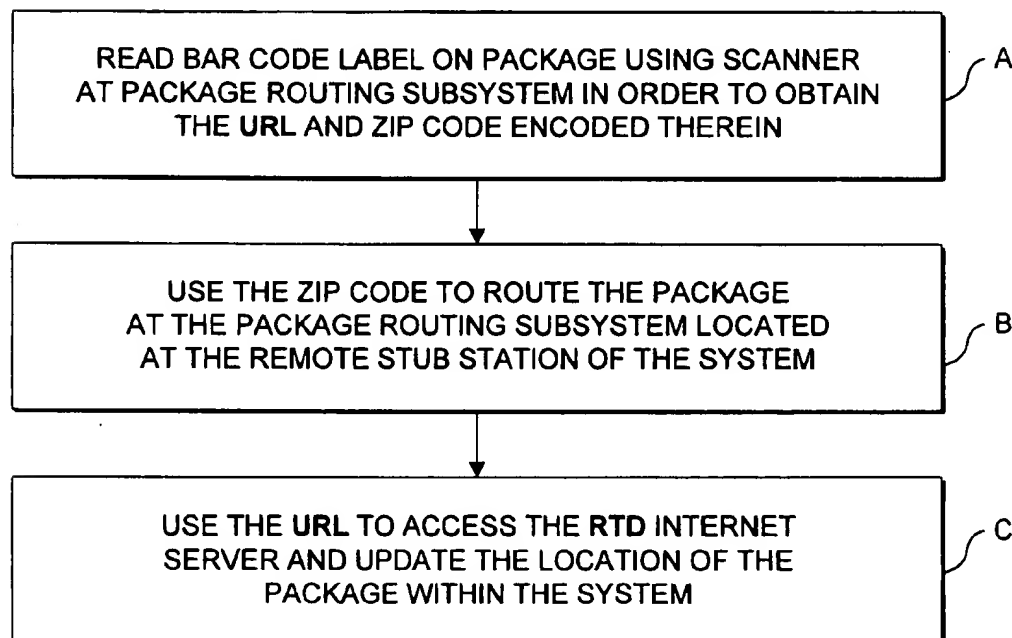 READ BAR CODE LABEL ON PACKAGE USING SCANNER
AT PACKAGE ROUTING SUBSYSTEM IN ORDER TO OBTAIN
THE URL AND ZIP CODE ENCODED THEREIN
A
USE THE ZIP CODE TO ROUTE THE PACKAGE
AT THE PACKAGE ROUTING SUBSYSTEM LOCATED
AT THE REMOTE STUB STATION OF THE SYSTEM
B
USE THE URL TO ACCESS THE RTD INTERNET
SERVER AND UPDATE THE LOCATION OF THE
PACKAGE WITHIN THE SYSTEM
C